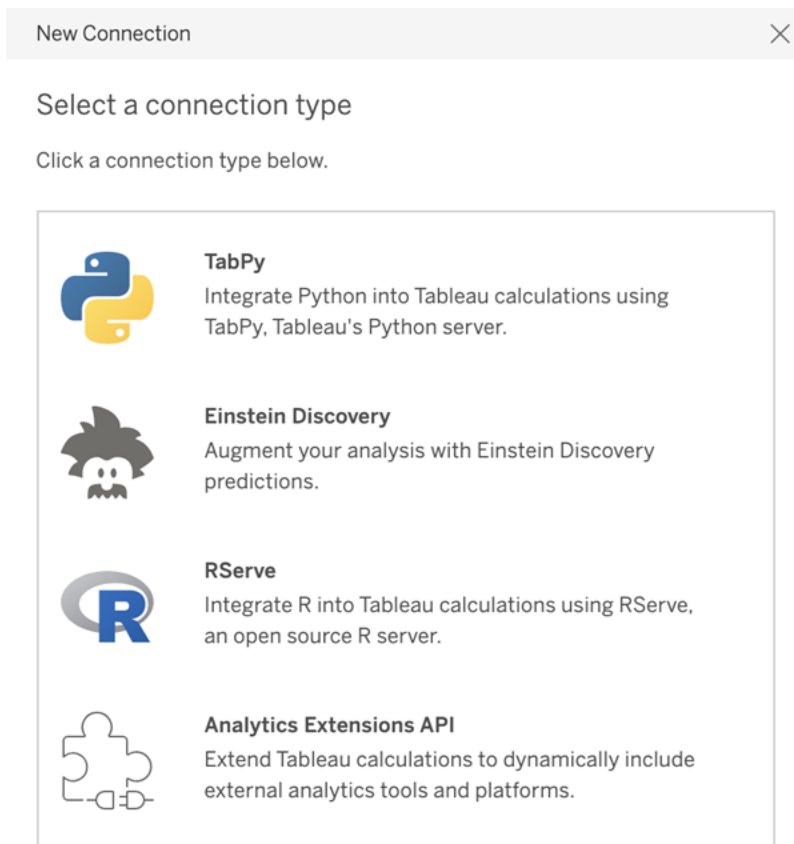 New Connection
Select a connection type
Click a connection type below.
TabPy
Integrate Python into Tableau calculations using
TabPy, Tableau's Python server.
Einstein Discovery
Augment your analysis with Einstein Discovery
predictions.
RServe
Integrate R into Tableau calculations using RServe,
an open source R server.
Analytics Extensions API
Extend Tableau calculations to dynamically include
external analytics tools and platforms.